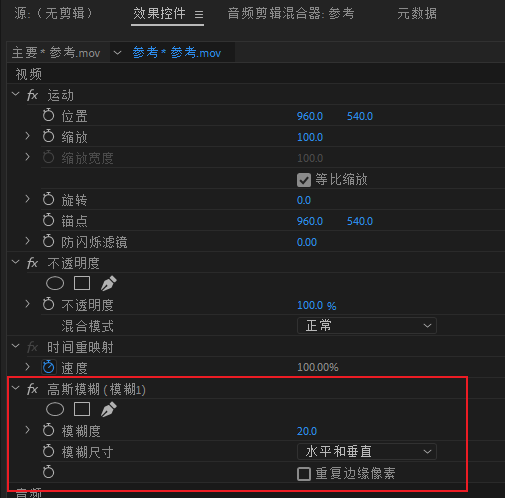 源:（无剪辑） 效果控件 音频剪辑混合器: 参考 元数据
主要 * 参考.mov 参考 * 参考.mov
视频
fx 运动
位置 960.0 540.0
缩放 100.0
缩放宽度 100.0
等比缩放
旋转 0.0
锚点 960.0 540.0
防闪烁滤镜 0.00
fx 不透明度
不透明度 100.0 %
混合模式 正常
fx 时间重映射
速度 100.00%
fx 高斯模糊 (模糊1)
模糊度 20.0
模糊尺寸 水平和垂直
重复边缘像素
音频